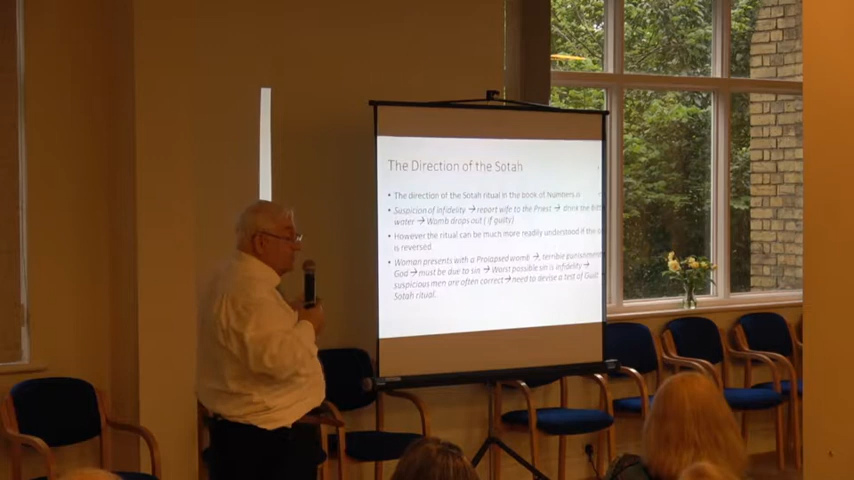 The Direction of the Sotah
• The direction of the Sotah ritual in the book of Numbers is
• Suspicion of infidelity → report wife to the Priest → drink the bitt
water → Womb drops out ( if guilty)
• However the ritual can be much more readily understood if the
is reversed.
• Woman presents with a Prolapsed womb → terrible punishment
God → must be due to sin → Worst possible sin is infidelity →
suspicious men are often correct → need to devise a test of Guilt
Sotah ritual.